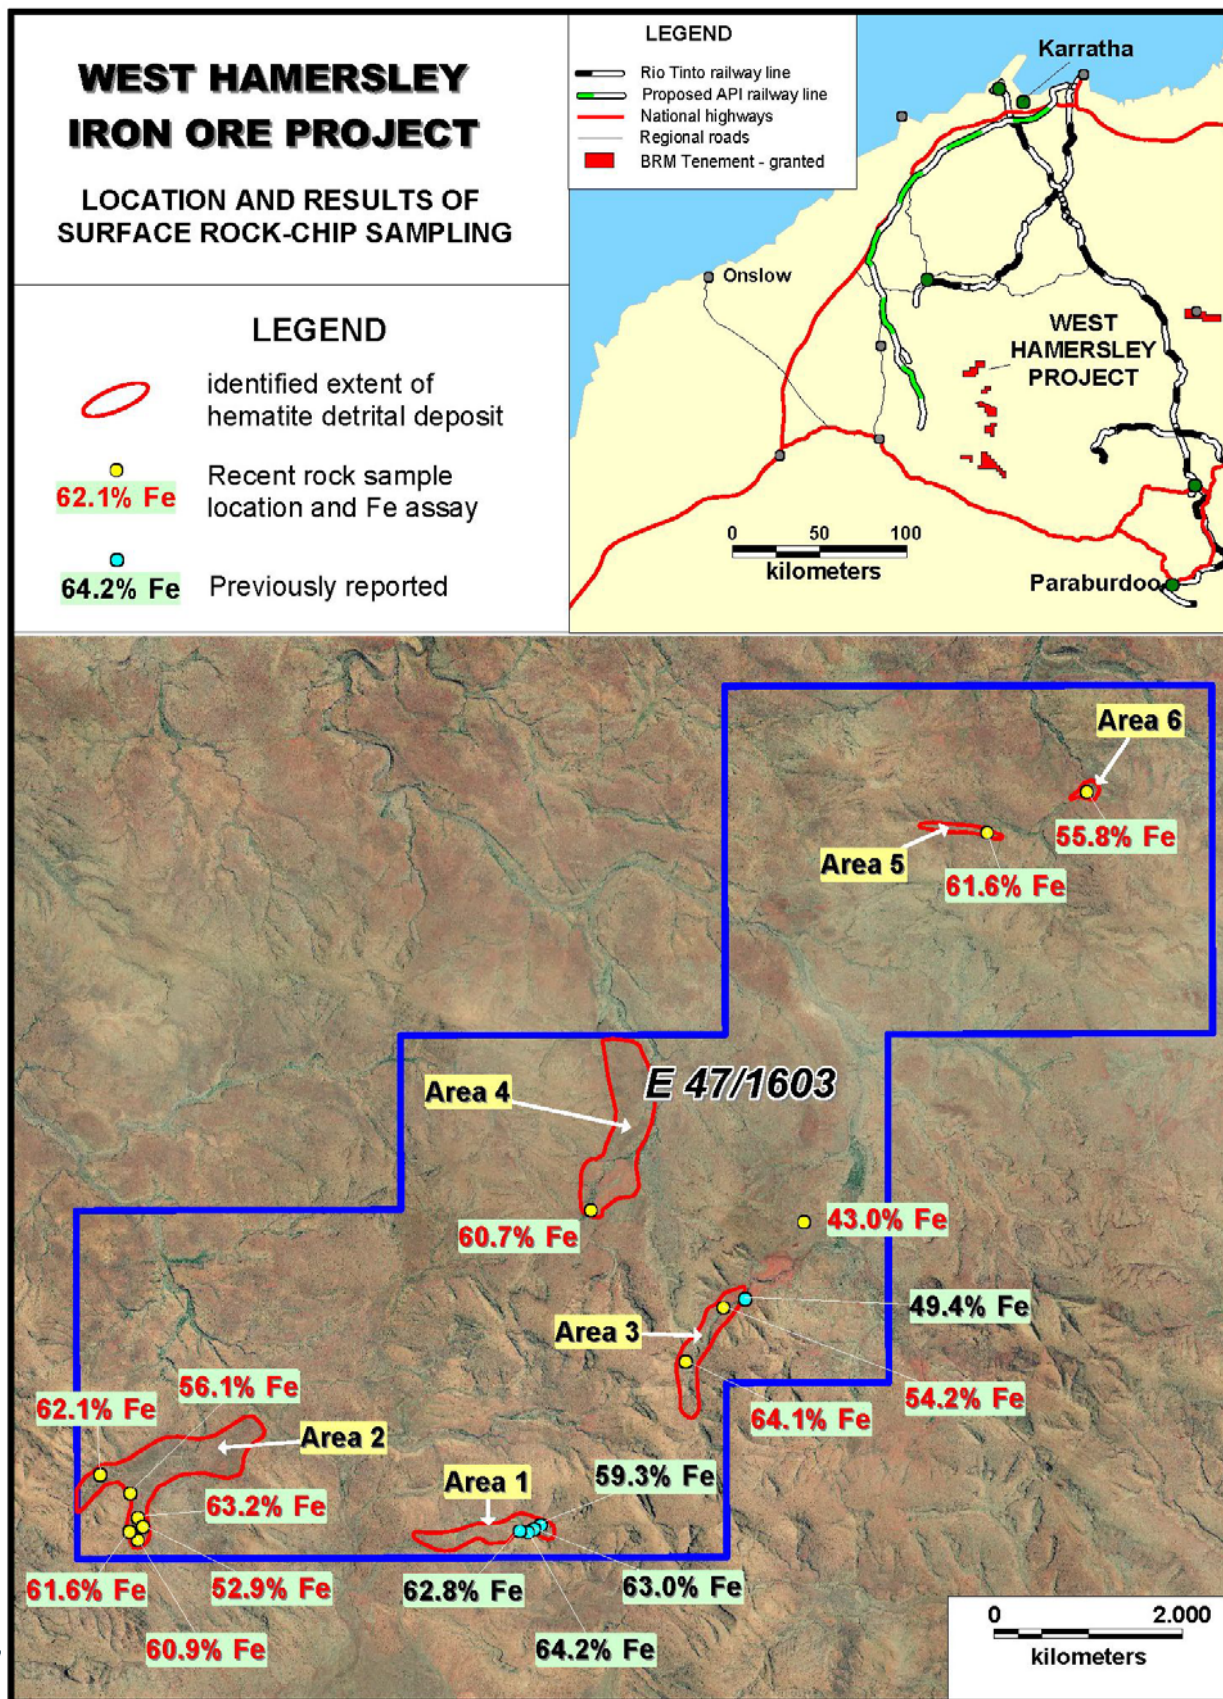 WEST HAMERSLEY
IRON ORE PROJECT
LOCATION AND RESULTS OF
SURFACE ROCK-CHIP SAMPLING
LEGEND
identified extent of
hematite detrital deposit
62.1% Fe
Recent rock sample
location and Fe assay
64.2% Fe
Previously reported
LEGEND
Rio Tinto railway line
Proposed API railway line
National highways
Regional roads
BRM Tenement - granted
Karratha
Onslow
WEST
HAMERSLEY
PROJECT
0 50 100
kilometers
Paraburdoo
Area 6
55.8% Fe
Area 5
61.6% Fe
E 47/1603
Area 4
60.7% Fe
43.0% Fe
49.4% Fe
Area 3
54.2% Fe
64.1% Fe
56.1% Fe
62.1% Fe
Area 2
63.2% Fe
61.6% Fe
52.9% Fe
60.9% Fe
Area 1
59.3% Fe
62.8% Fe
63.0% Fe
64.2% Fe
0 2.000
kilometers